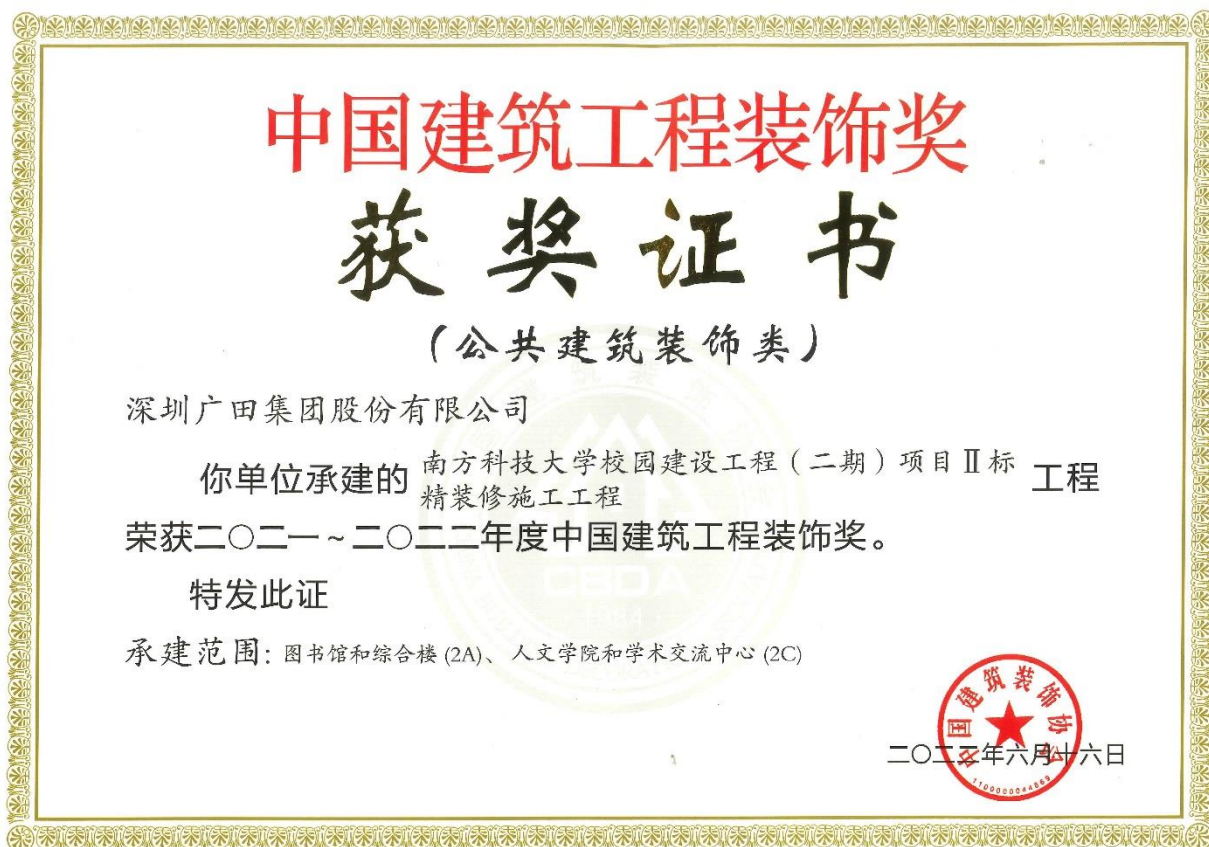 中国建筑工程装饰奖
获奖证书
(公共建筑装饰类)
深圳广田集团股份有限公司
你单位承建的 南方科技大学校园建设工程(二期)项目Ⅱ标精装修施工工程 工程
荣获二〇二一~二〇二二年度中国建筑工程装饰奖。
特发此证
承建范围: 图书馆和综合楼 (2A)、人文学院和学术交流中心 (2C)
中国建筑装饰协会
二〇二二年六月十六日
1100000044869
CBDA
1984